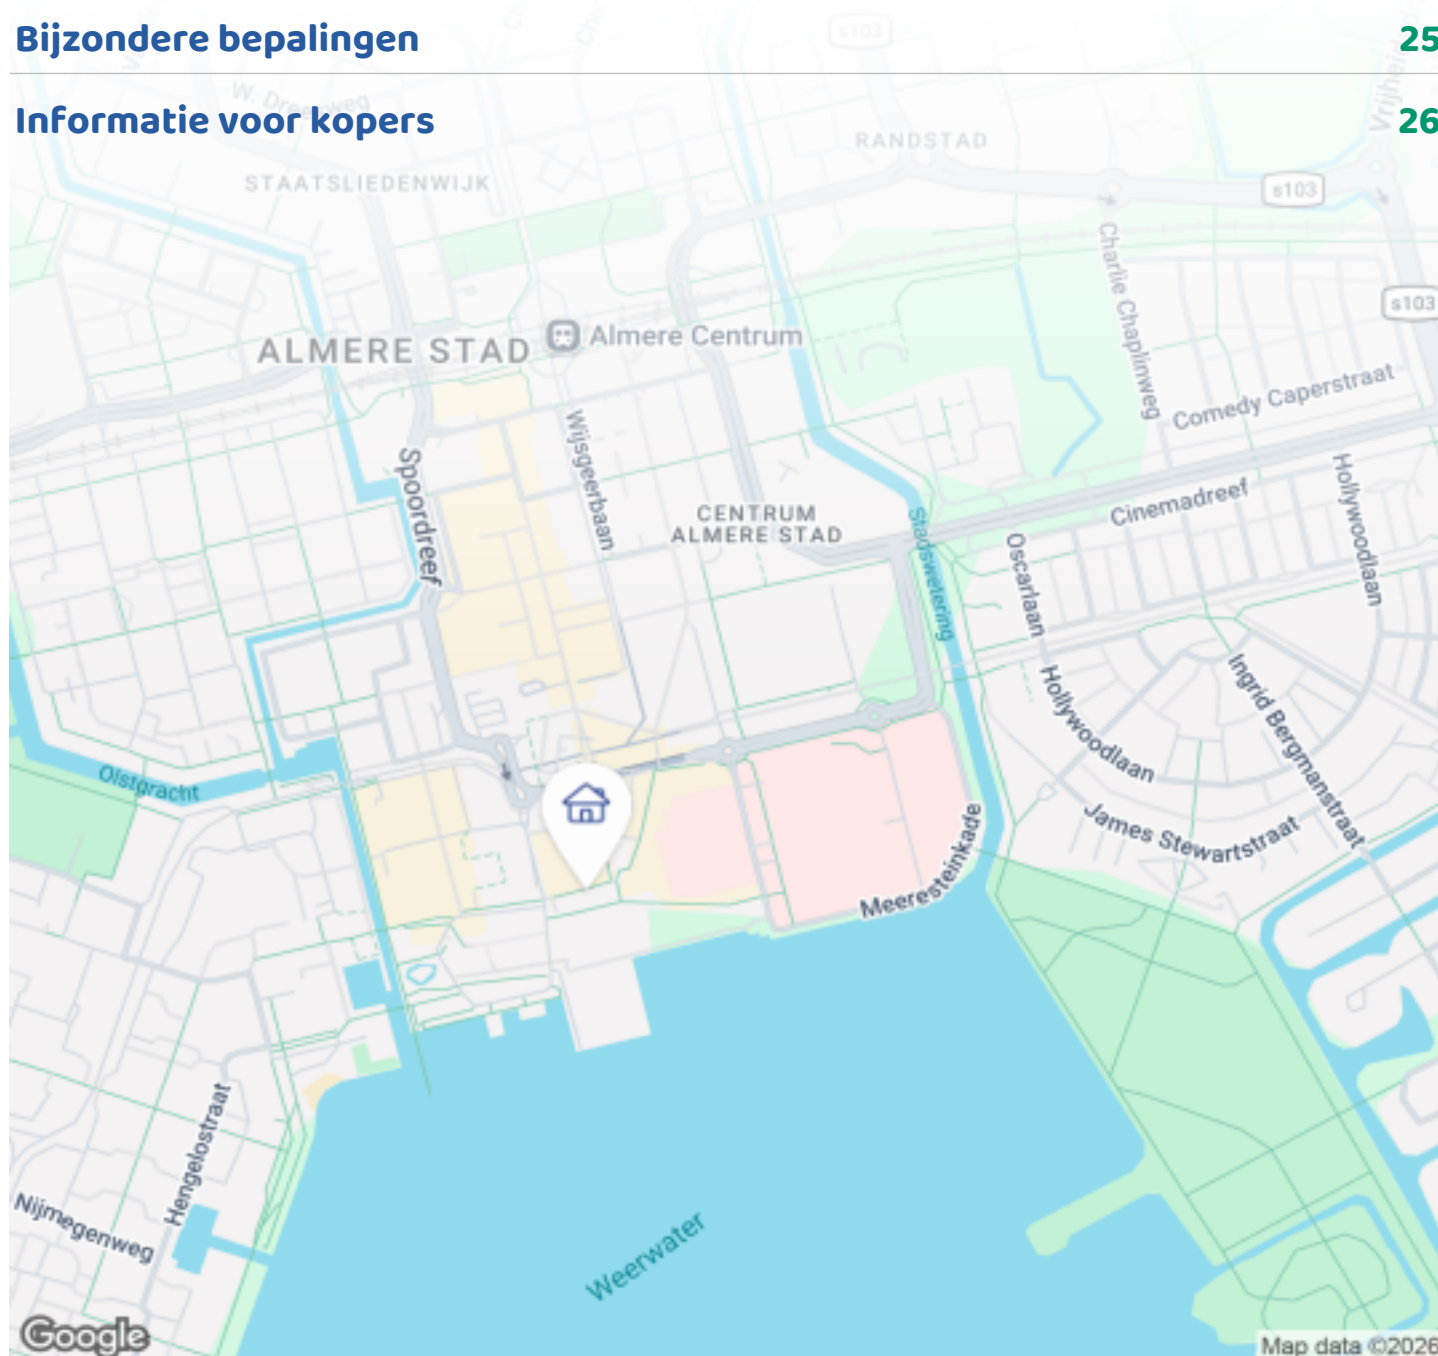 Bijzondere bepalingen 25
s103
W. Dreesweg
Informatie voor kopers 26
RANDSTAD
STAATSLIEDENWIJK
s103
Charlie Chaplinweg
s103
ALMERE STAD
Almere Centrum
Comedy Caperstraat
Wijsgeerbaan
Spoordreef
Hollywoodlaan
Cinemadreef
CENTRUM
ALMERE STAD
Stadswetering
Oscarlaan
Hollywoodlaan
Ingrid Bergmanstraat
Olstgracht
James Stewartstraat
Meeresteinkade
Hengelostraat
Nijmegenweg
Weerwater
Google
Map data ©2026